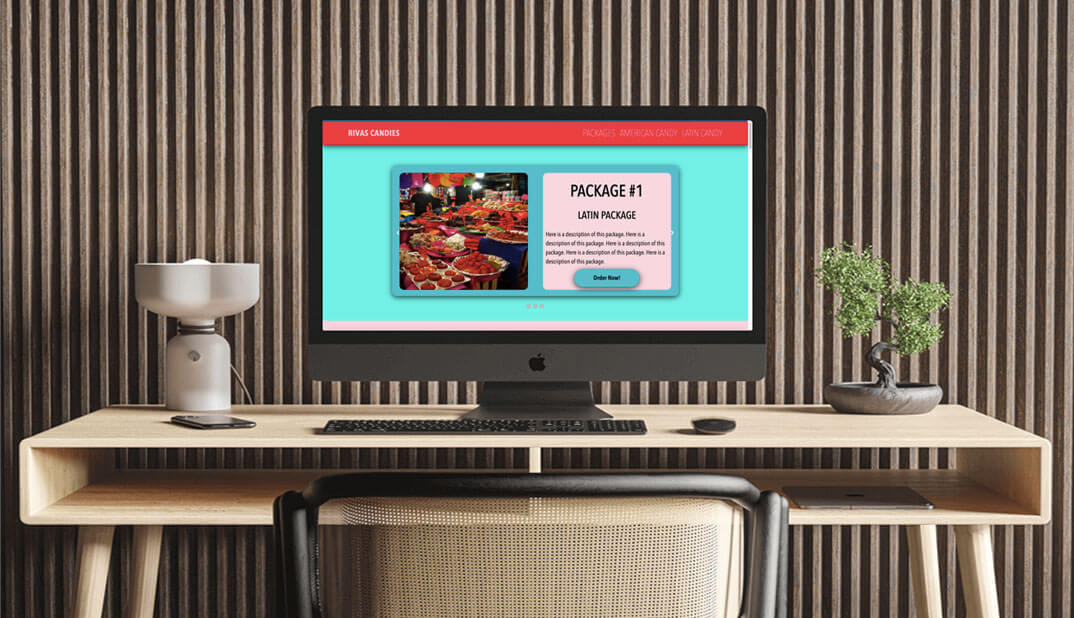 RIVAS CANDIES
PACKAGES AMERICAN CANDY LATIN CANDY
PACKAGE #1
LATIN PACKAGE
Here is a description of this package. Here is a
description of this package. Here is a description of this
package. Here is a description of this package. Here is a
description of this package.
Order Now!